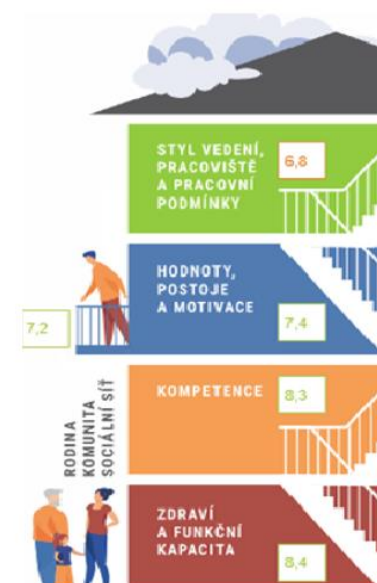 STYL VEDENÍ,
PRACOVIŠTĚ
A PRACOVNÍ
PODMÍNKY
6,8
HODNOTY,
POSTOJE
A MOTIVACE
7,4
7,2
KOMPETENCE
8,3
RODINA
KOMUNITA
SOCIÁLNÍ SÍŤ
ZDRAVÍ
A FUNKČNÍ
KAPACITA
8,4